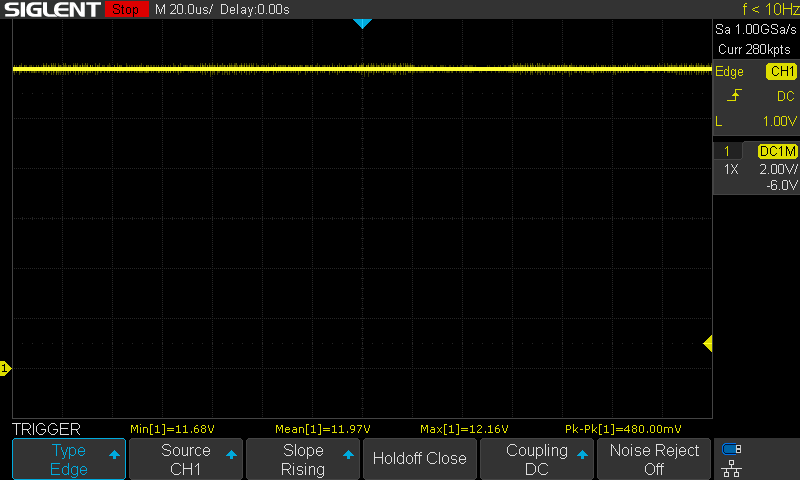 SIGLENT Stop M 20.0us/ Delay:0.00s f < 10Hz
Sa 1.00GSa/s
Curr 280kpts
Edge CH1
DC
L 1.00V
1 DC1M
1X 2.00V/
-6.0V
1
TRIGGER Min[1]=11.68V Mean[1]=11.97V Max[1]=12.16V Pk-Pk[1]=480.00mV
Type Source Slope Holdoff Close Coupling Noise Reject
Edge CH1 Rising DC Off